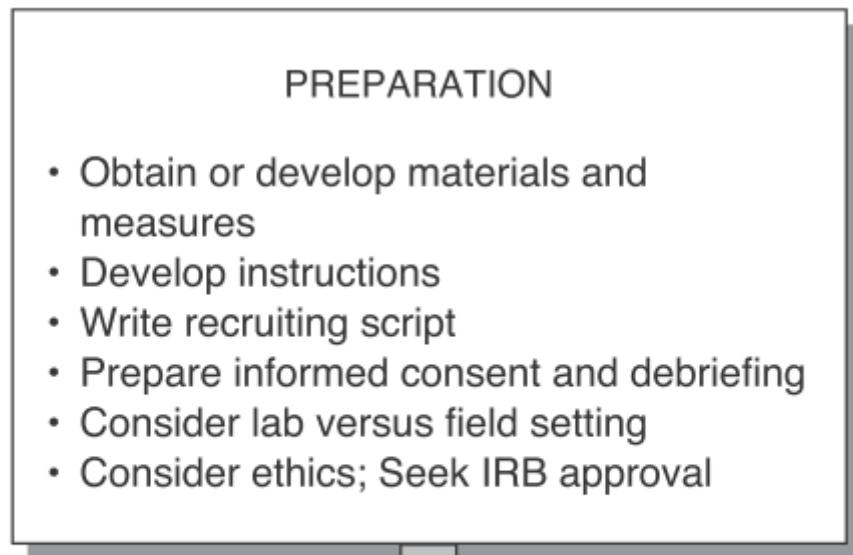 PREPARATION
• Obtain or develop materials and
measures
• Develop instructions
• Write recruiting script
• Prepare informed consent and debriefing
• Consider lab versus field setting
• Consider ethics; Seek IRB approval